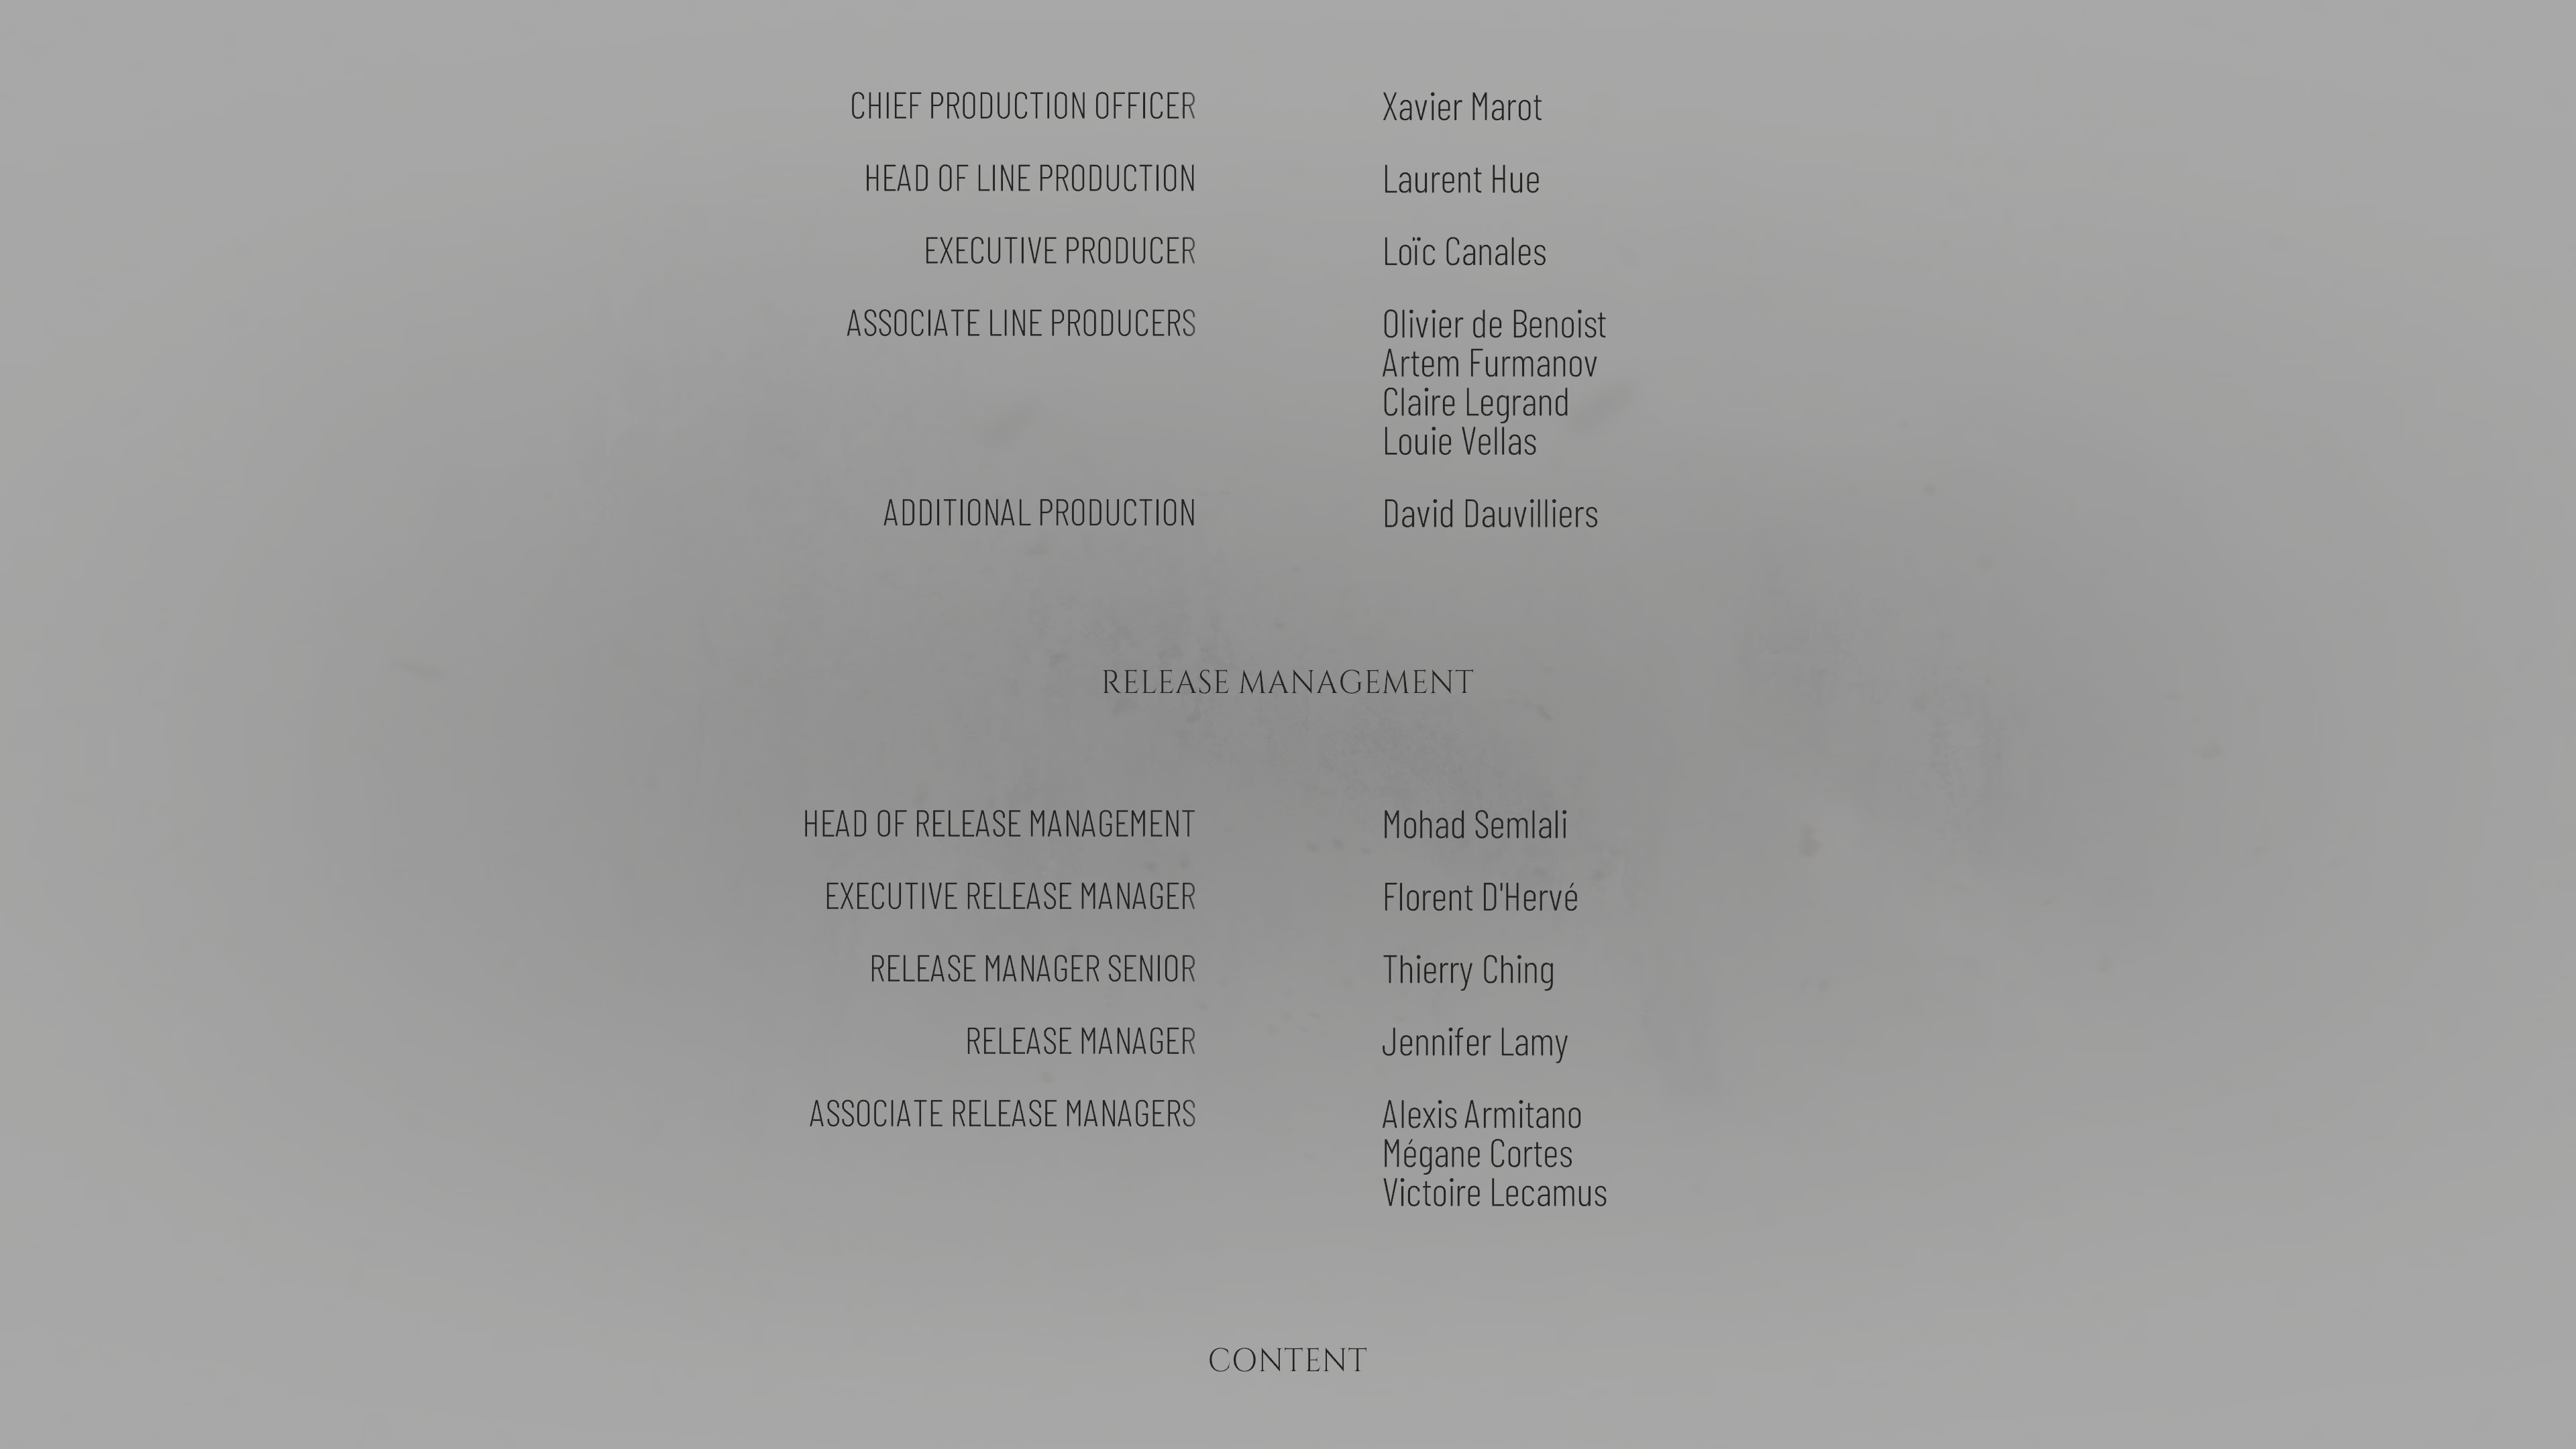 CHIEF PRODUCTION OFFICER Xavier Marot
HEAD OF LINE PRODUCTION Laurent Hue
EXECUTIVE PRODUCER Loïc Canales
ASSOCIATE LINE PRODUCERS Olivier de Benoist
Artem Furmanov
Claire Legrand
Louie Vellas
ADDITIONAL PRODUCTION David Dauvilliers
RELEASE MANAGEMENT
HEAD OF RELEASE MANAGEMENT Mohad Semlali
EXECUTIVE RELEASE MANAGER Florent D'Hervé
RELEASE MANAGER SENIOR Thierry Ching
RELEASE MANAGER Jennifer Lamy
ASSOCIATE RELEASE MANAGERS Alexis Armitano
Mégane Cortes
Victoire Lecamus
CONTENT